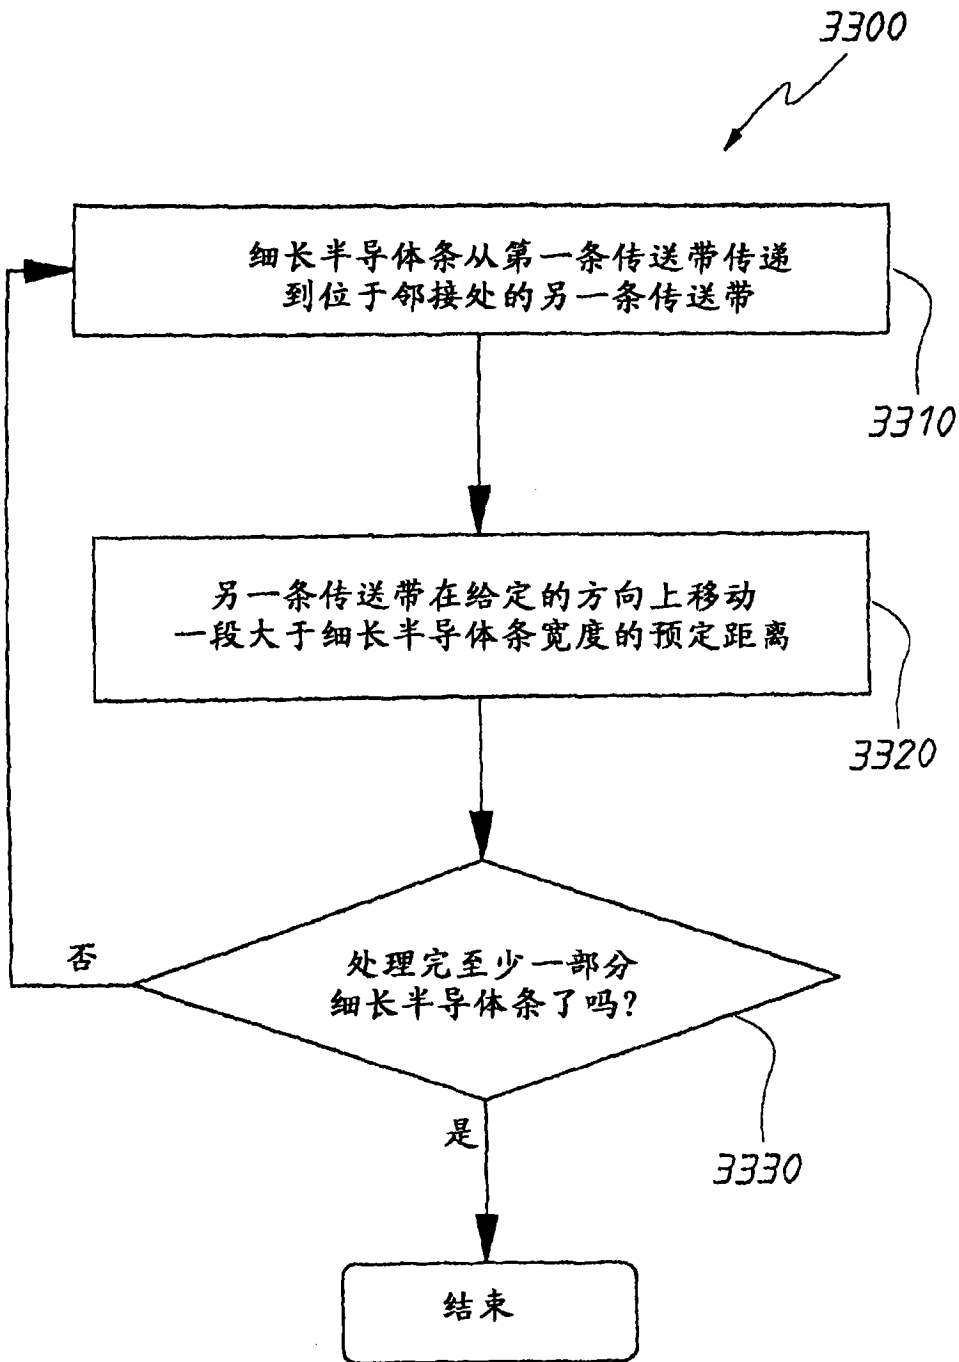 3300
细长半导体条从第一条传送带传递
到位于邻接处的另一条传送带
3310
另一条传送带在给定的方向上移动
一段大于细长半导体条宽度的预定距离
3320
否
处理完至少一部分
细长半导体条了吗?
是
3330
结束